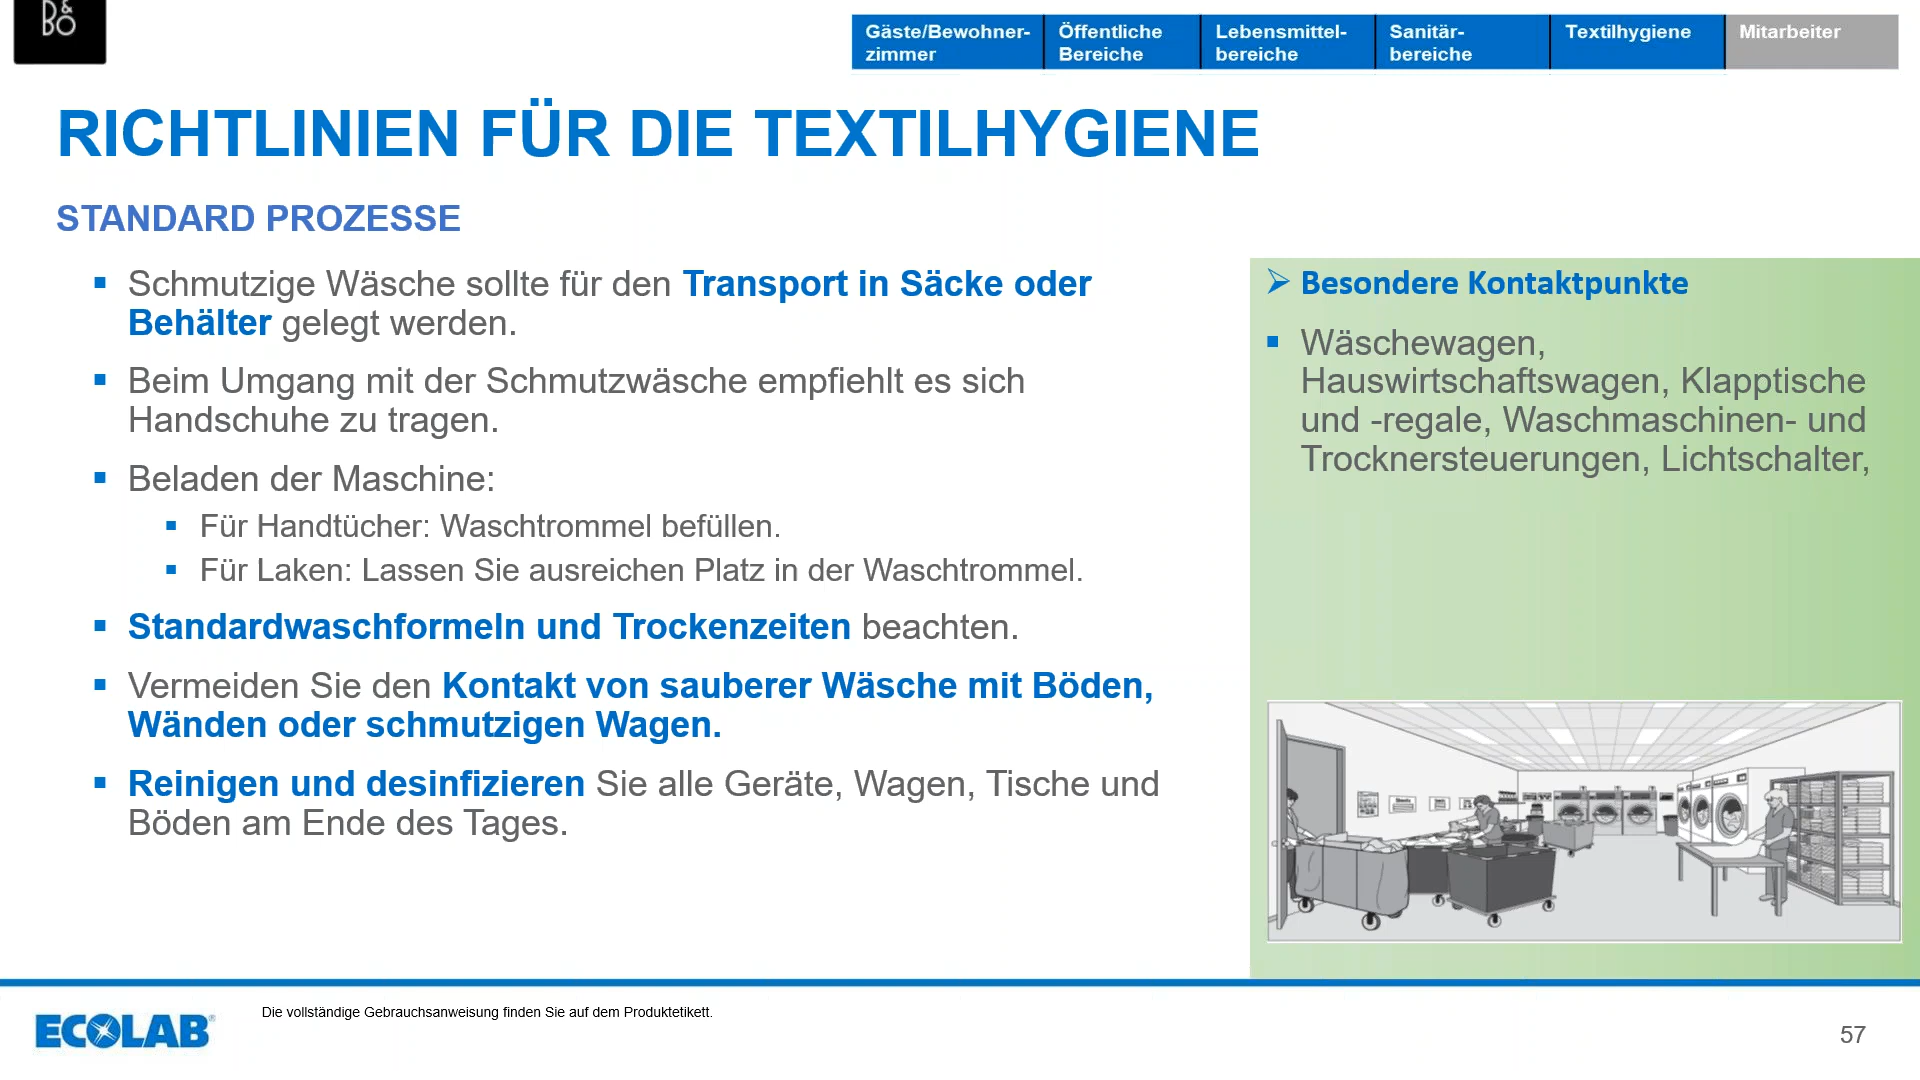 B&
BO
Gäste/Bewohner-
zimmer
Öffentliche
Bereiche
Lebensmittel-
bereiche
Sanitär-
bereiche
Textilhygiene
Mitarbeiter
RICHTLINIEN FÜR DIE TEXTILHYGIENE
STANDARD PROZESSE
Schmutzige Wäsche sollte für den Transport in Säcke oder
Behälter gelegt werden.
Beim Umgang mit der Schmutzwäsche empfiehlt es sich
Handschuhe zu tragen.
Beladen der Maschine:
Für Handtücher: Waschtrommel befüllen.
Für Laken: Lassen Sie ausreichen Platz in der Waschtrommel.
Standardwaschformeln und Trockenzeiten beachten.
Vermeiden Sie den Kontakt von sauberer Wäsche mit Böden,
Wänden oder schmutzigen Wagen.
Reinigen und desinfizieren Sie alle Geräte, Wagen, Tische und
Böden am Ende des Tages.
Besondere Kontaktpunkte
Wäschewagen,
Hauswirtschaftswagen, Klapptische
und -regale, Waschmaschinen- und
Trocknersteuerungen, Lichtschalter,
ECOLAB®
Die vollständige Gebrauchsanweisung finden Sie auf dem Produktetikett.
57